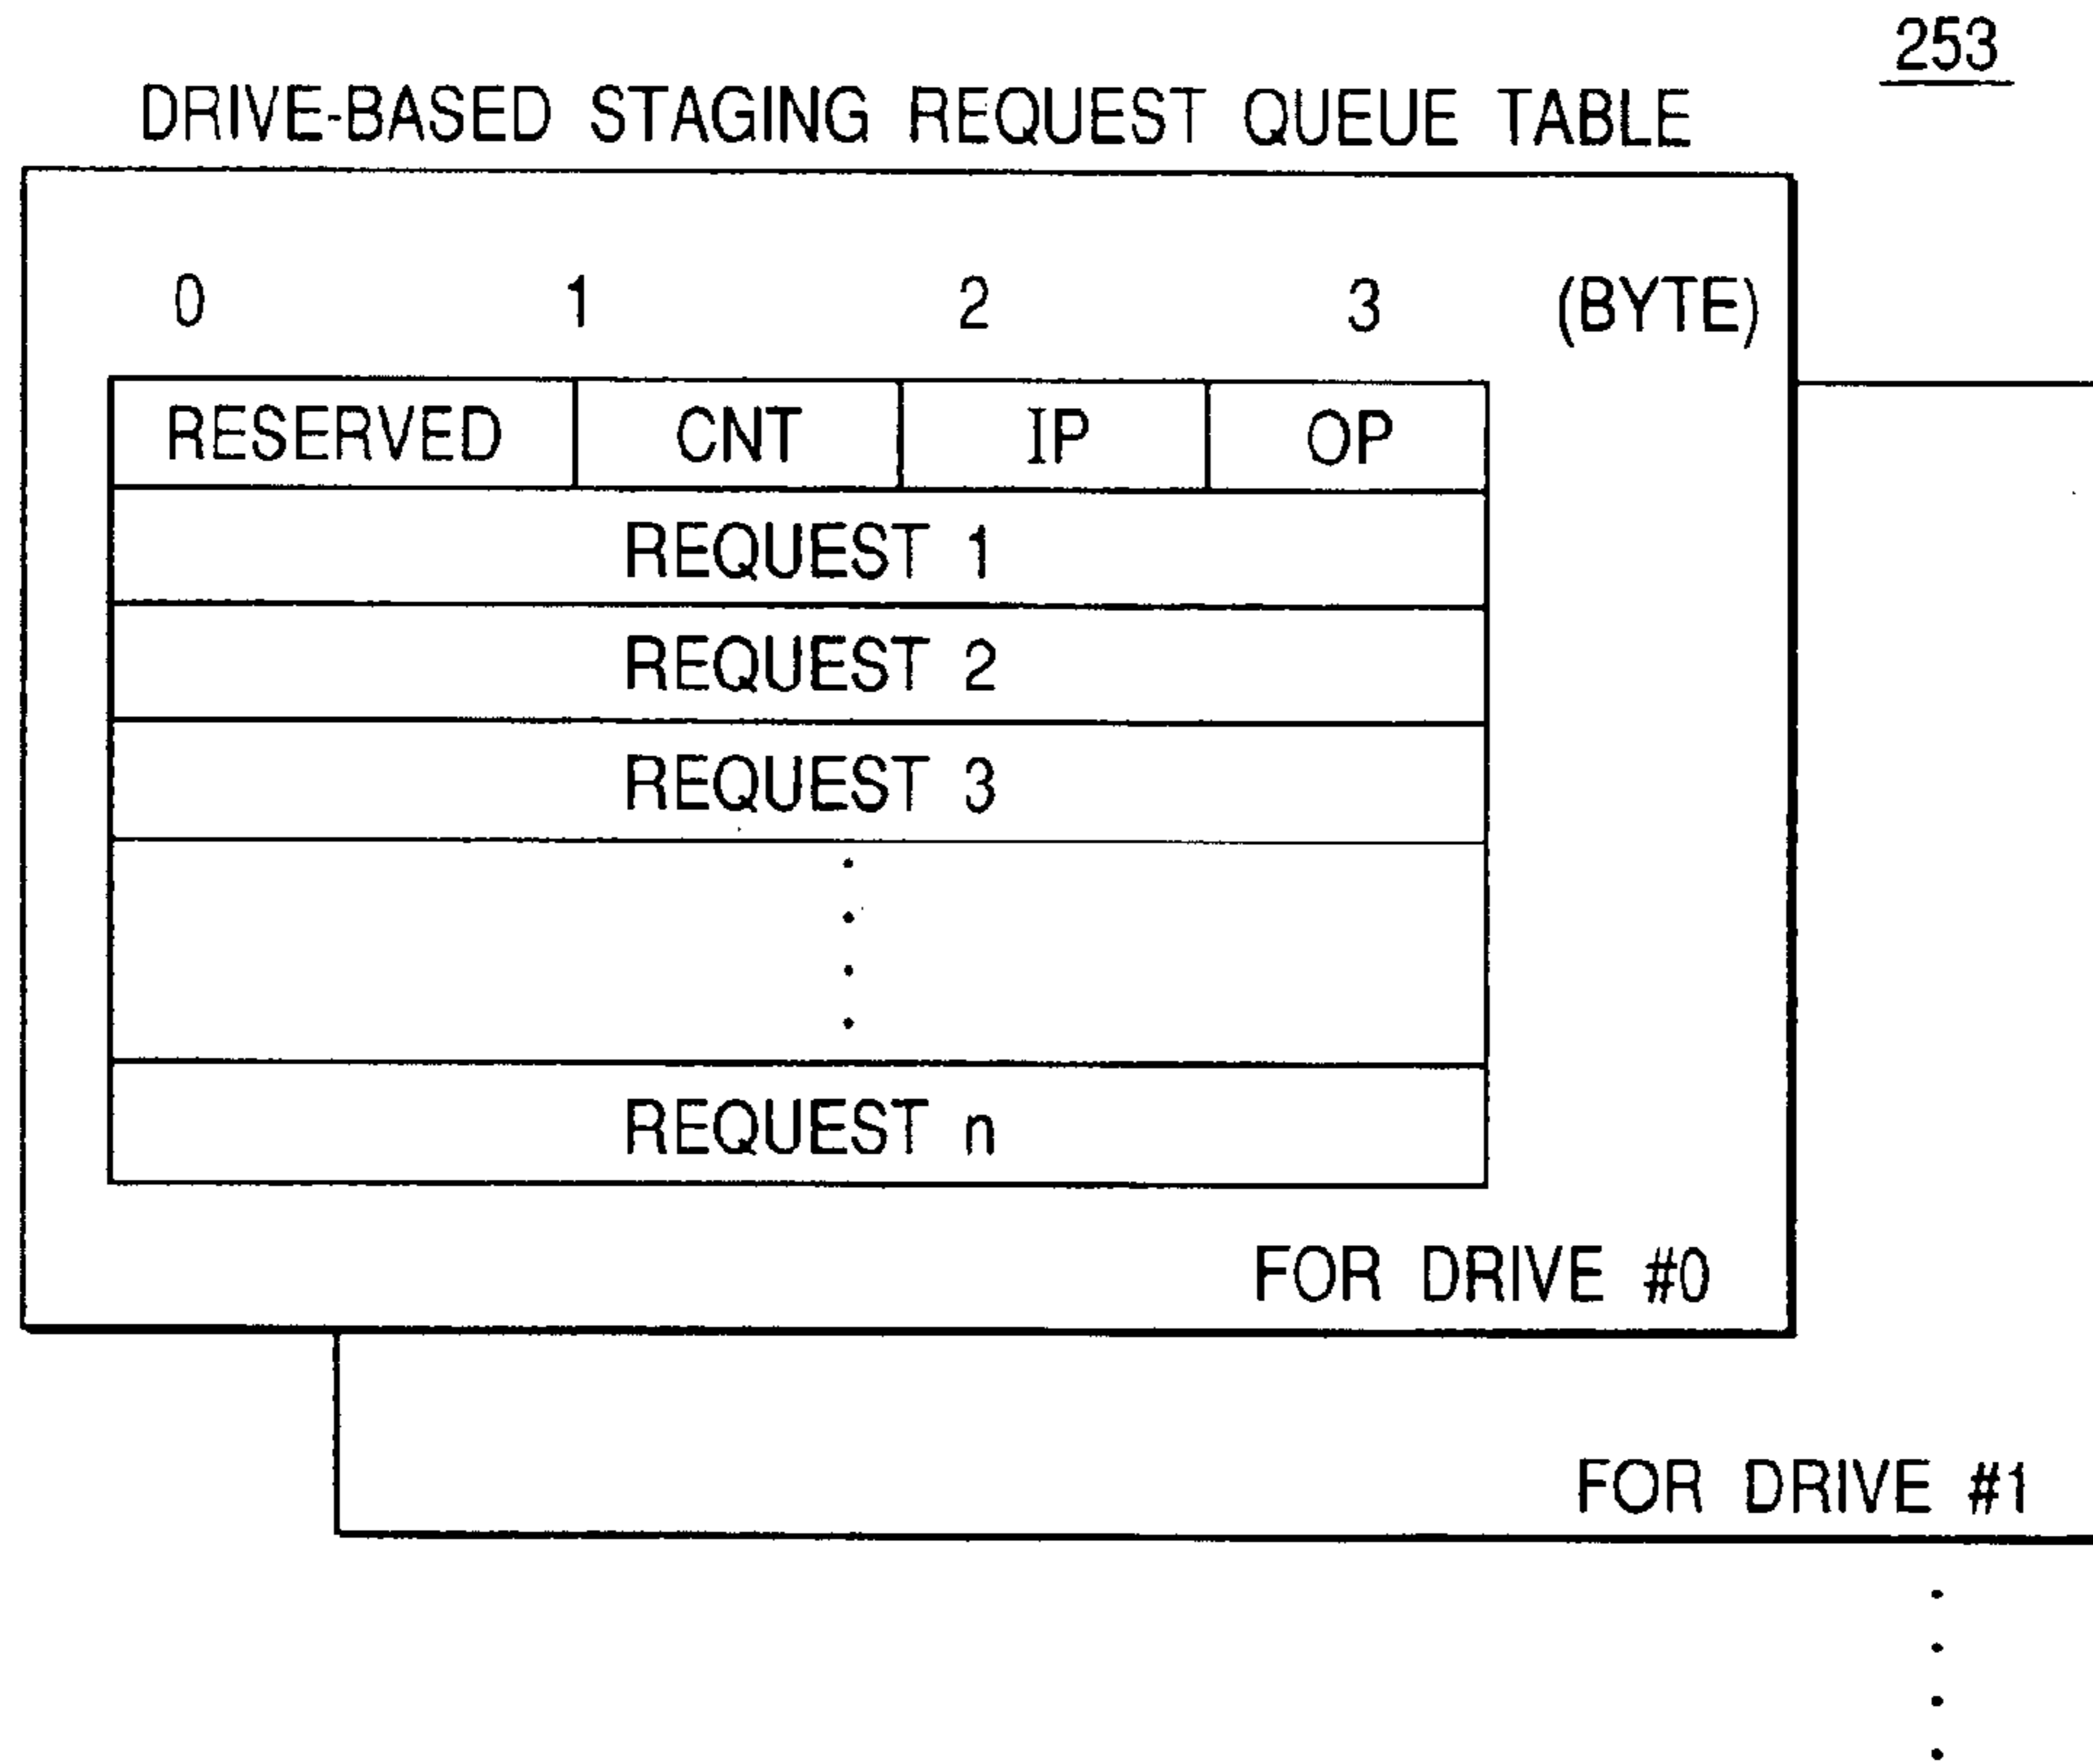 253
DRIVE-BASED STAGING REQUEST QUEUE TABLE
0 1 2 3 (BYTE)
RESERVED CNT IP OP
REQUEST 1
REQUEST 2
REQUEST 3
REQUEST n
FOR DRIVE #0
FOR DRIVE #1